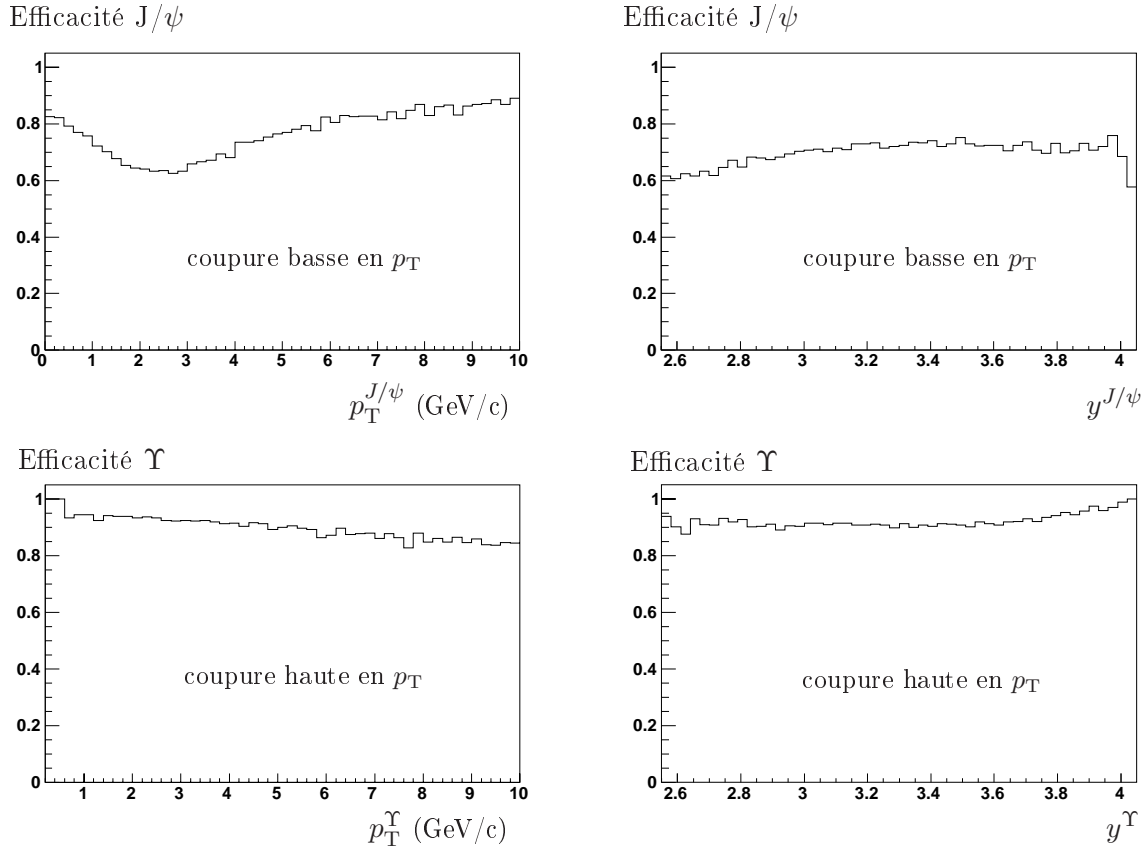 Efficacité J/ψ
1
0.8
0.6
0.4
0.2
0
coupure basse en pT
0 1 2 3 4 5 6 7 8 9 10
pT^J/ψ (GeV/c)
Efficacité J/ψ
1
0.8
0.6
0.4
0.2
0
coupure basse en pT
2.6 2.8 3 3.2 3.4 3.6 3.8 4
y^J/ψ
Efficacité ϒ
1
0.8
0.6
0.4
0.2
0
coupure haute en pT
1 2 3 4 5 6 7 8 9 10
pT^ϒ (GeV/c)
Efficacité ϒ
1
0.8
0.6
0.4
0.2
0
coupure haute en pT
2.6 2.8 3 3.2 3.4 3.6 3.8 4
y^ϒ